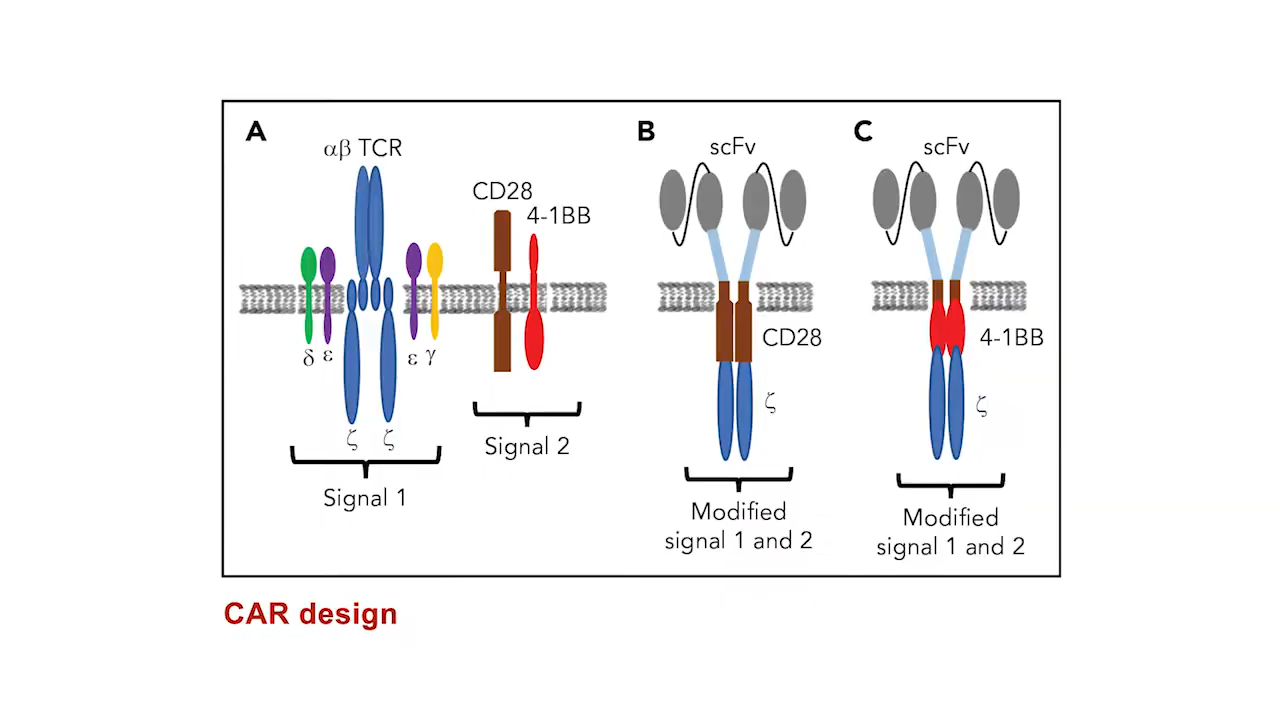 A
αβ TCR
CD28
4-1BB
δ ε
ε γ
ζ ζ
Signal 1
Signal 2
B
scFv
CD28
ζ
Modified
signal 1 and 2
C
scFv
4-1BB
ζ
Modified
signal 1 and 2
CAR design